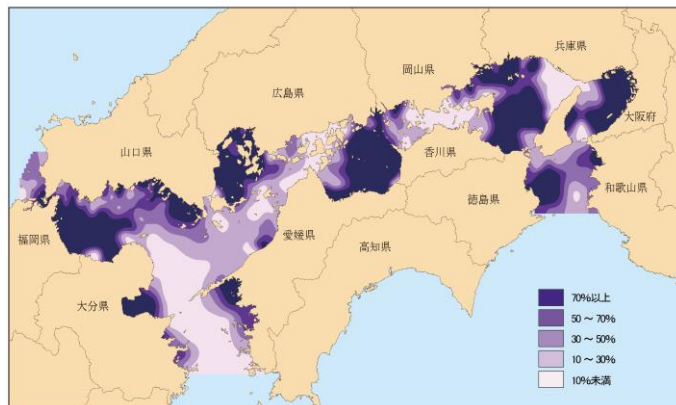 兵庫県
岡山県
広島県
大阪府
山口県
香川県
徳島県
和歌山県
福岡県
愛媛県
高知県
大分県
70%以上
50～70%
30～50%
10～30%
10%未満